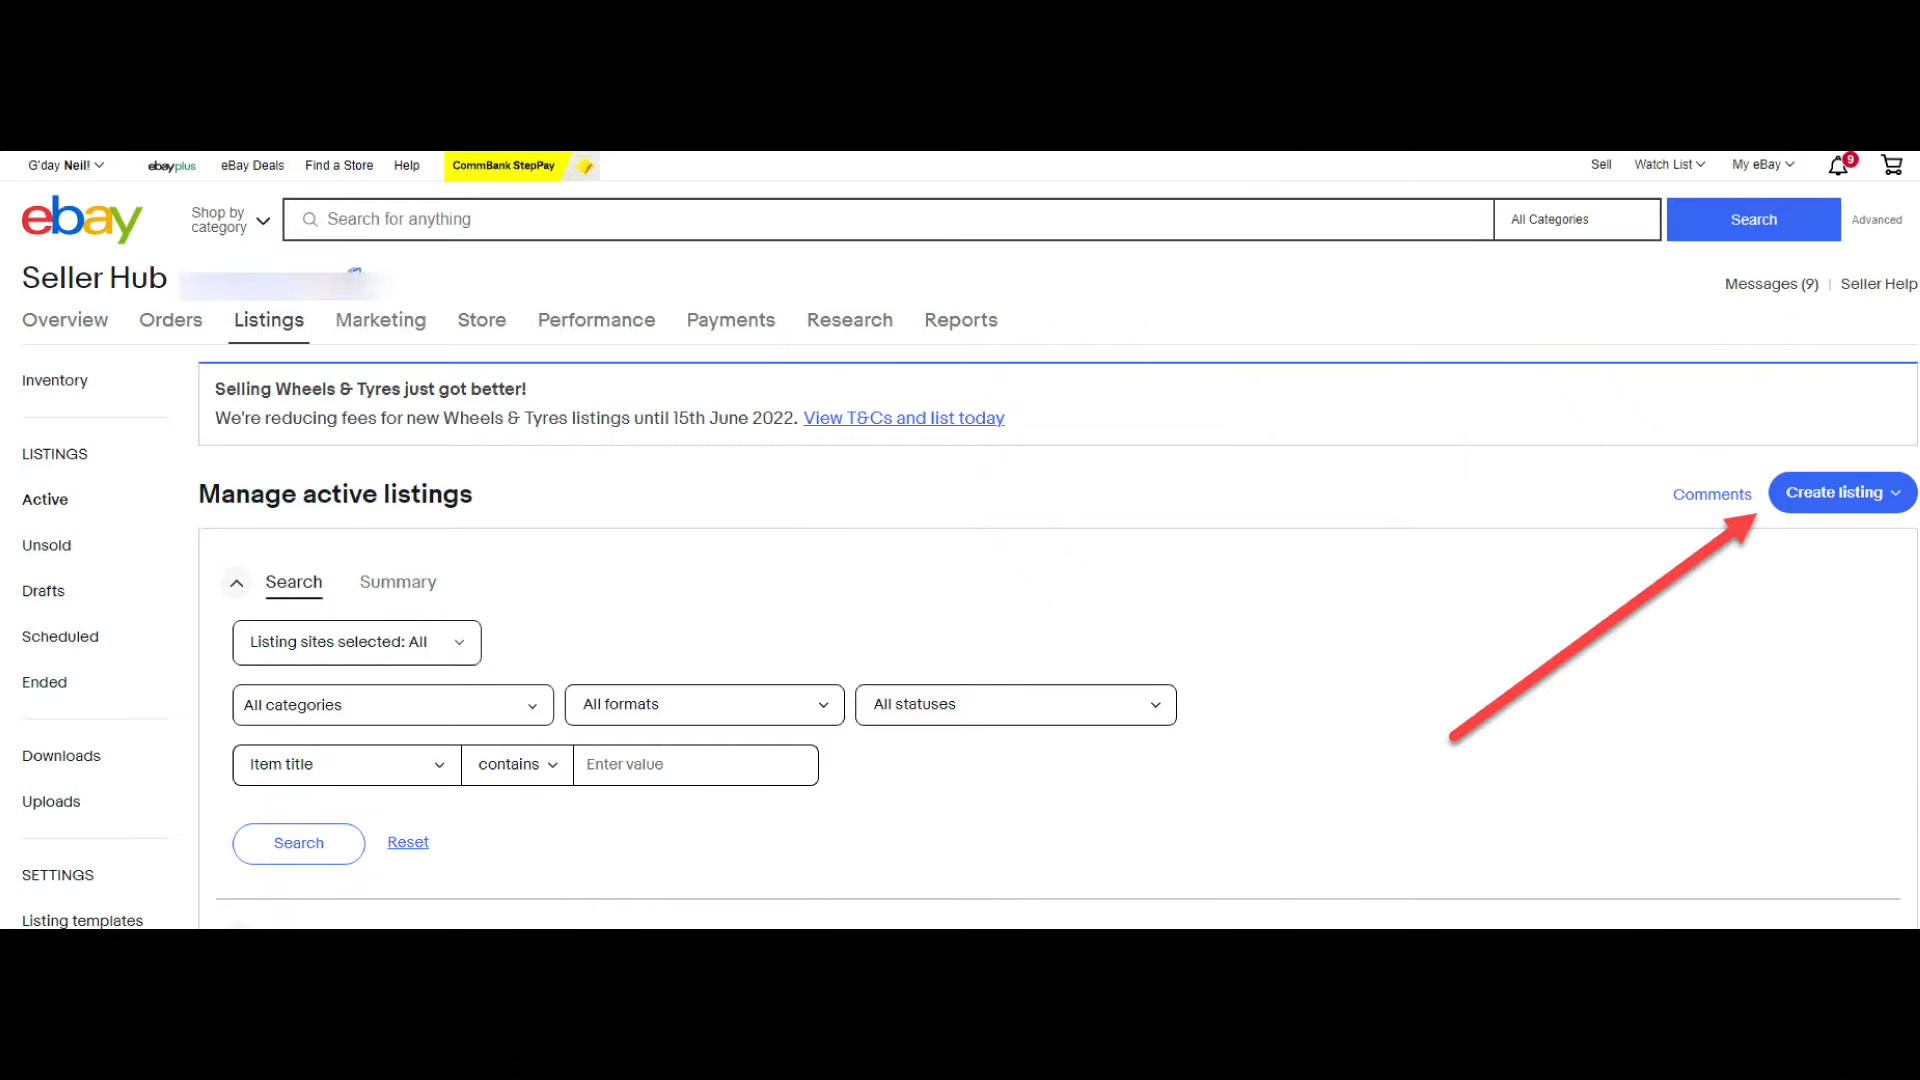 G'day Neil!
ebayplus
eBay Deals
Find a Store
Help
CommBank StepPay
Sell
Watch List
My eBay
9
ebay
Shop by
category
Search for anything
All Categories
Search
Advanced
Seller Hub
Messages (9) | Seller Help
Overview
Orders
Listings
Marketing
Store
Performance
Payments
Research
Reports
Inventory
LISTINGS
Active
Unsold
Drafts
Scheduled
Ended
Downloads
Uploads
SETTINGS
Listing templates
Selling Wheels & Tyres just got better!
We're reducing fees for new Wheels & Tyres listings until 15th June 2022. View T&Cs and list today
Manage active listings
Comments
Create listing
Search
Summary
Listing sites selected: All
All categories
All formats
All statuses
Item title
contains
Enter value
Search
Reset